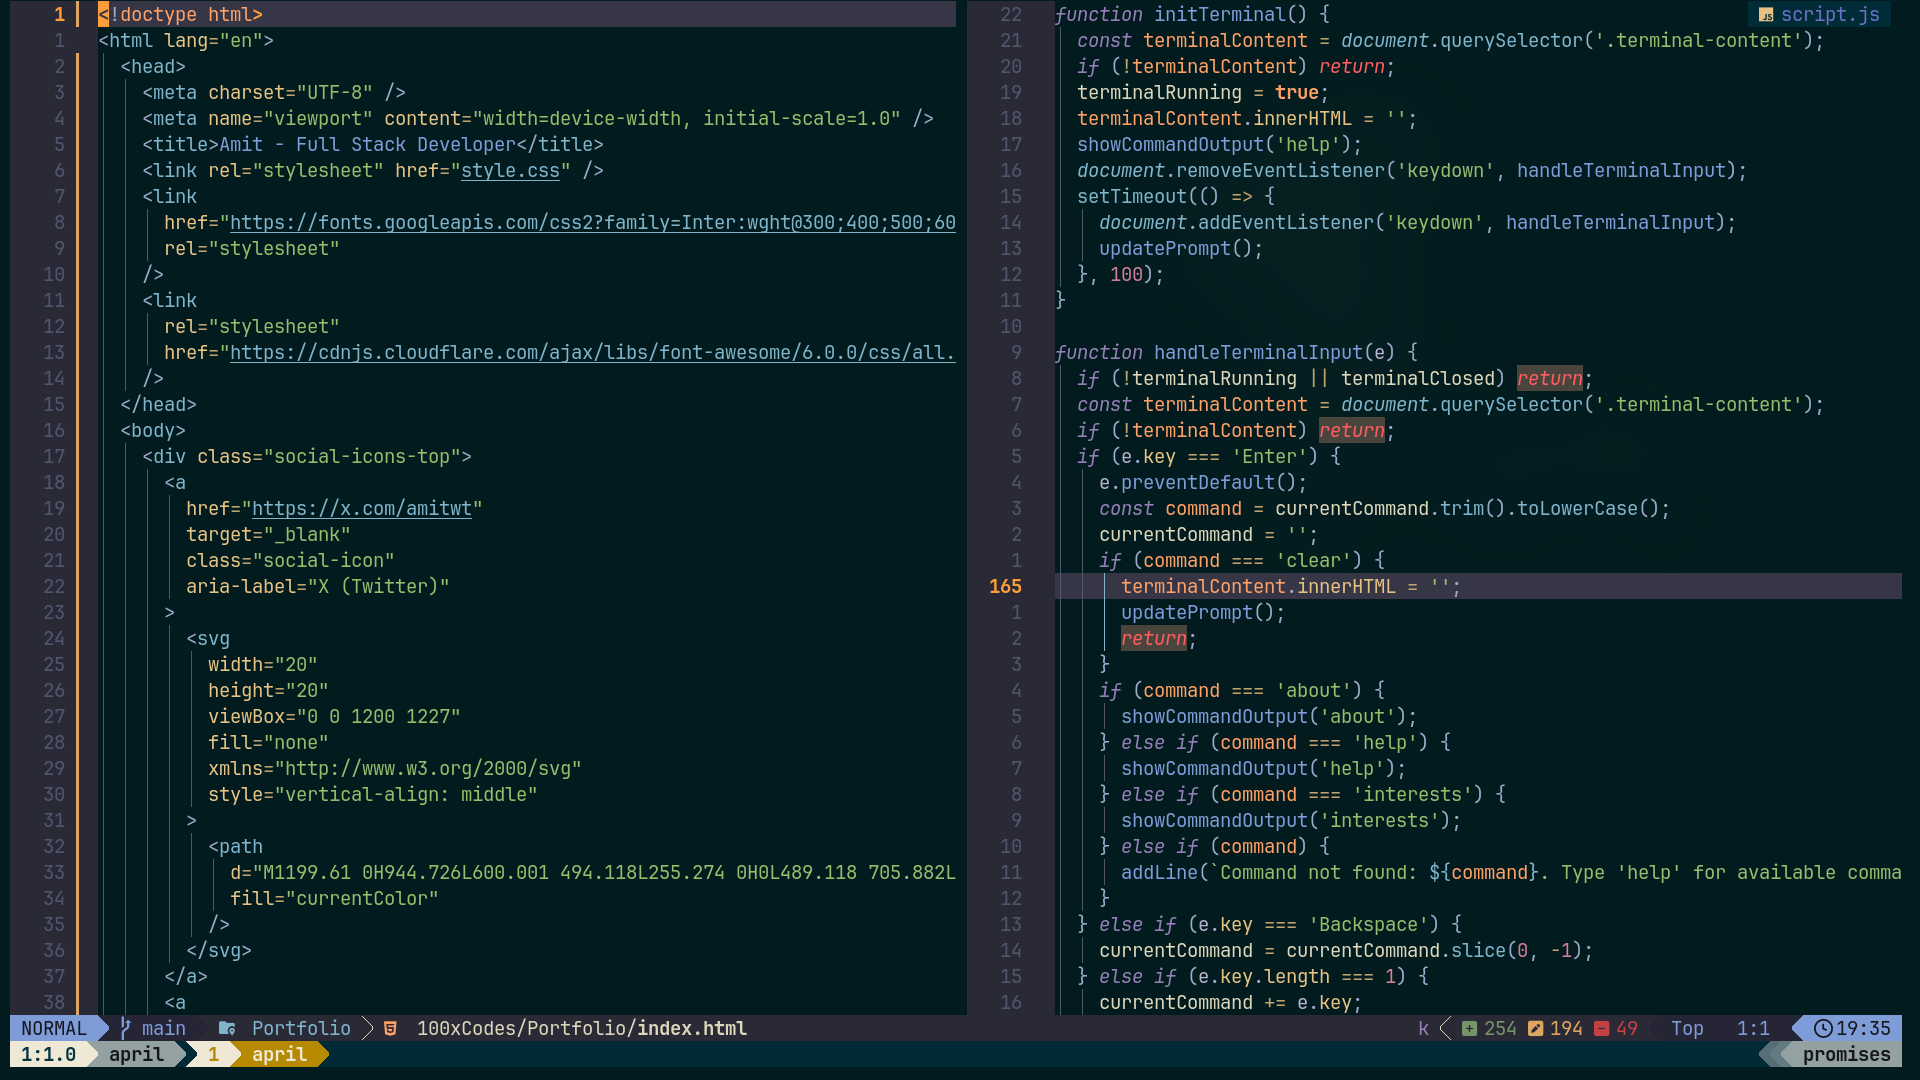 1 <!doctype html>
1 <html lang="en">
2 <head>
3 <meta charset="UTF-8" />
4 <meta name="viewport" content="width=device-width, initial-scale=1.0" />
5 <title>Amit - Full Stack Developer</title>
6 <link rel="stylesheet" href="style.css" />
7 <link
8 href="https://fonts.googleapis.com/css2?family=Inter:wght@300;400;500;60
9 rel="stylesheet"
10 />
11 <link
12 rel="stylesheet"
13 href="https://cdnjs.cloudflare.com/ajax/libs/font-awesome/6.0.0/css/all.
14 />
15 </head>
16 <body>
17 <div class="social-icons-top">
18 <a
19 href="https://x.com/amitwt"
20 target="_blank"
21 class="social-icon"
22 aria-label="X (Twitter)"
23 >
24 <svg
25 width="20"
26 height="20"
27 viewBox="0 0 1200 1227"
28 fill="none"
29 xmlns="http://www.w3.org/2000/svg"
30 style="vertical-align: middle"
31 >
32 <path
33 d="M1199.61 0H944.726L600.001 494.118L255.274 0H0L489.118 705.882L
34 fill="currentColor"
35 />
36 </svg>
37 </a>
38 <a
22 function initTerminal() {
script.js
21 const terminalContent = document.querySelector('.terminal-content');
20 if (!terminalContent) return;
19 terminalRunning = true;
18 terminalContent.innerHTML = '';
17 showCommandOutput('help');
16 document.removeEventListener('keydown', handleTerminalInput);
15 setTimeout(() => {
14 document.addEventListener('keydown', handleTerminalInput);
13 updatePrompt();
12 }, 100);
11 }
10
9 function handleTerminalInput(e) {
8 if (!terminalRunning || terminalClosed) return;
7 const terminalContent = document.querySelector('.terminal-content');
6 if (!terminalContent) return;
5 if (e.key === 'Enter') {
4 e.preventDefault();
3 const command = currentCommand.trim().toLowerCase();
2 currentCommand = '';
1 if (command === 'clear') {
165 terminalContent.innerHTML = '';
1 updatePrompt();
2 return;
3 }
4 if (command === 'about') {
5 showCommandOutput('about');
6 } else if (command === 'help') {
7 showCommandOutput('help');
8 } else if (command === 'interests') {
9 showCommandOutput('interests');
10 } else if (command) {
11 addLine(`Command not found: ${command}. Type 'help' for available comma
12 }
13 } else if (e.key === 'Backspace') {
14 currentCommand = currentCommand.slice(0, -1);
15 } else if (e.key.length === 1) {
16 currentCommand += e.key;
NORMAL main Portfolio 100xCodes/Portfolio/index.html k 254 194 49 Top 1:1 19:35
1:1.0 april 1 april promises